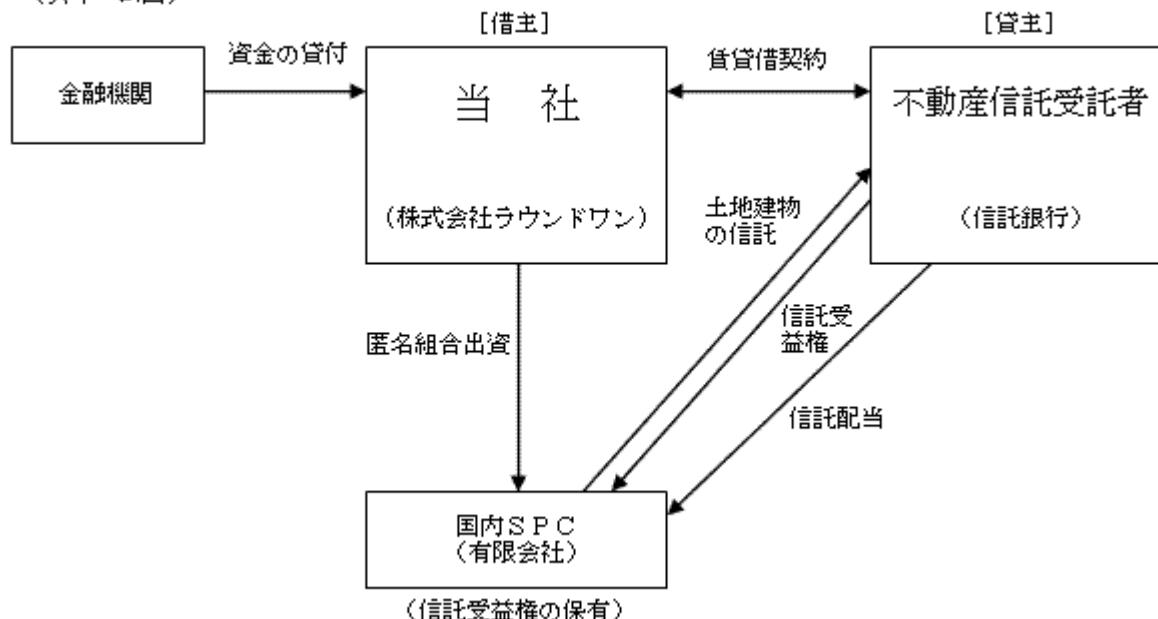 [借主]
[貸主]
資金の貸付
賃貸借契約
金融機関
当 社
不動産信託受託者
(株式会社ラウンドワン)
(信託銀行)
土地建物
の信託
信託受
益権
匿名組合出資
信託配当
国内SPC
(有限会社)
(信託受益権の保有)